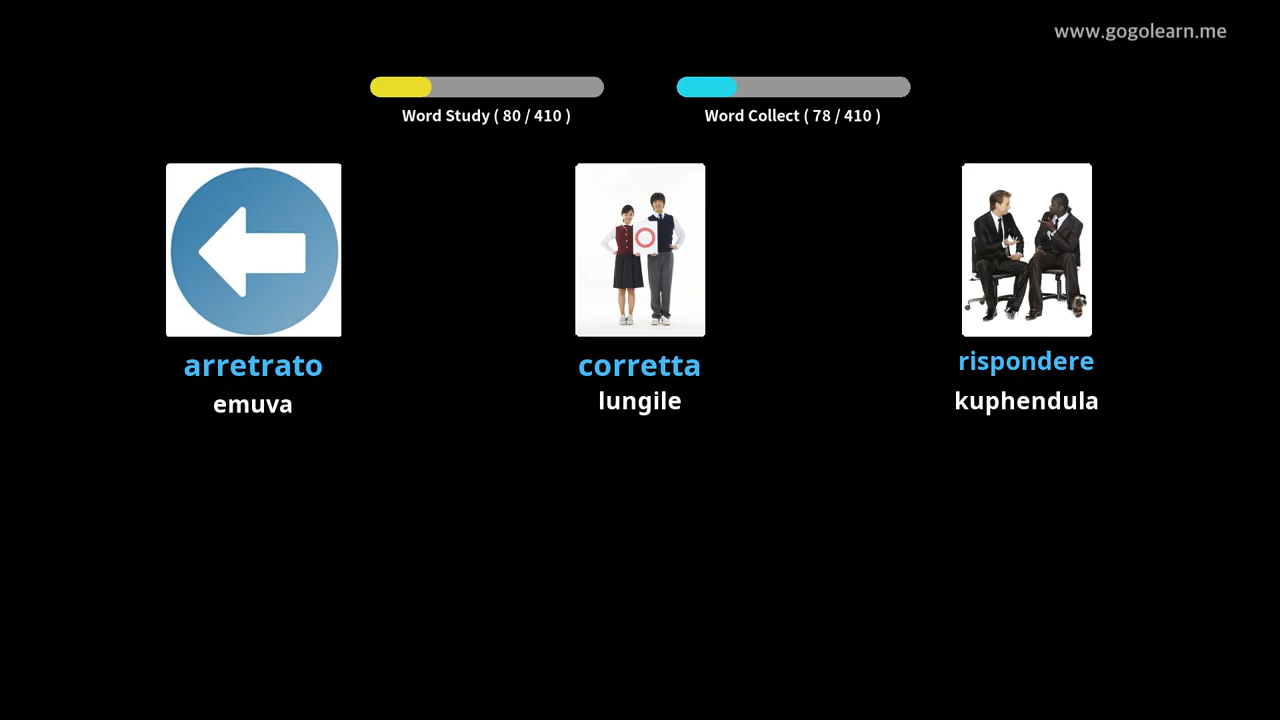 www.gogolearn.me
Word Study ( 80 / 410 )
Word Collect ( 78 / 410 )
arretrato
emuva
corretta
lungile
rispondere
kuphendula